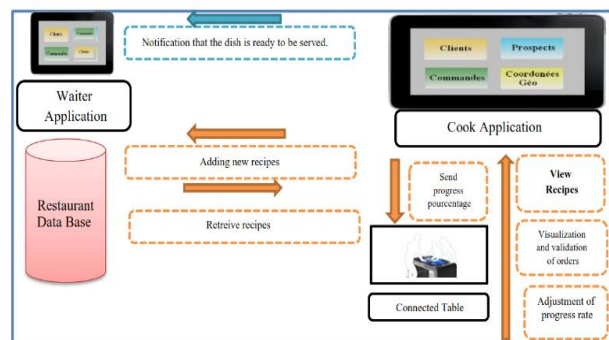 Clients
Commandes
Notification that the dish is ready to be served.
Clients
Prospects
Commandes
Coordonées
Géo
Waiter
Application
Cook Application
Adding new recipes
Restaurant
Data Base
Retreive recipes
Send
progress
pourcentage
View
Recipes
Visualization
and validation
of orders
Connected Table
Adjustment of
progress rate